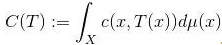 C(T) := ∫_X c(x, T(x))dμ(x)